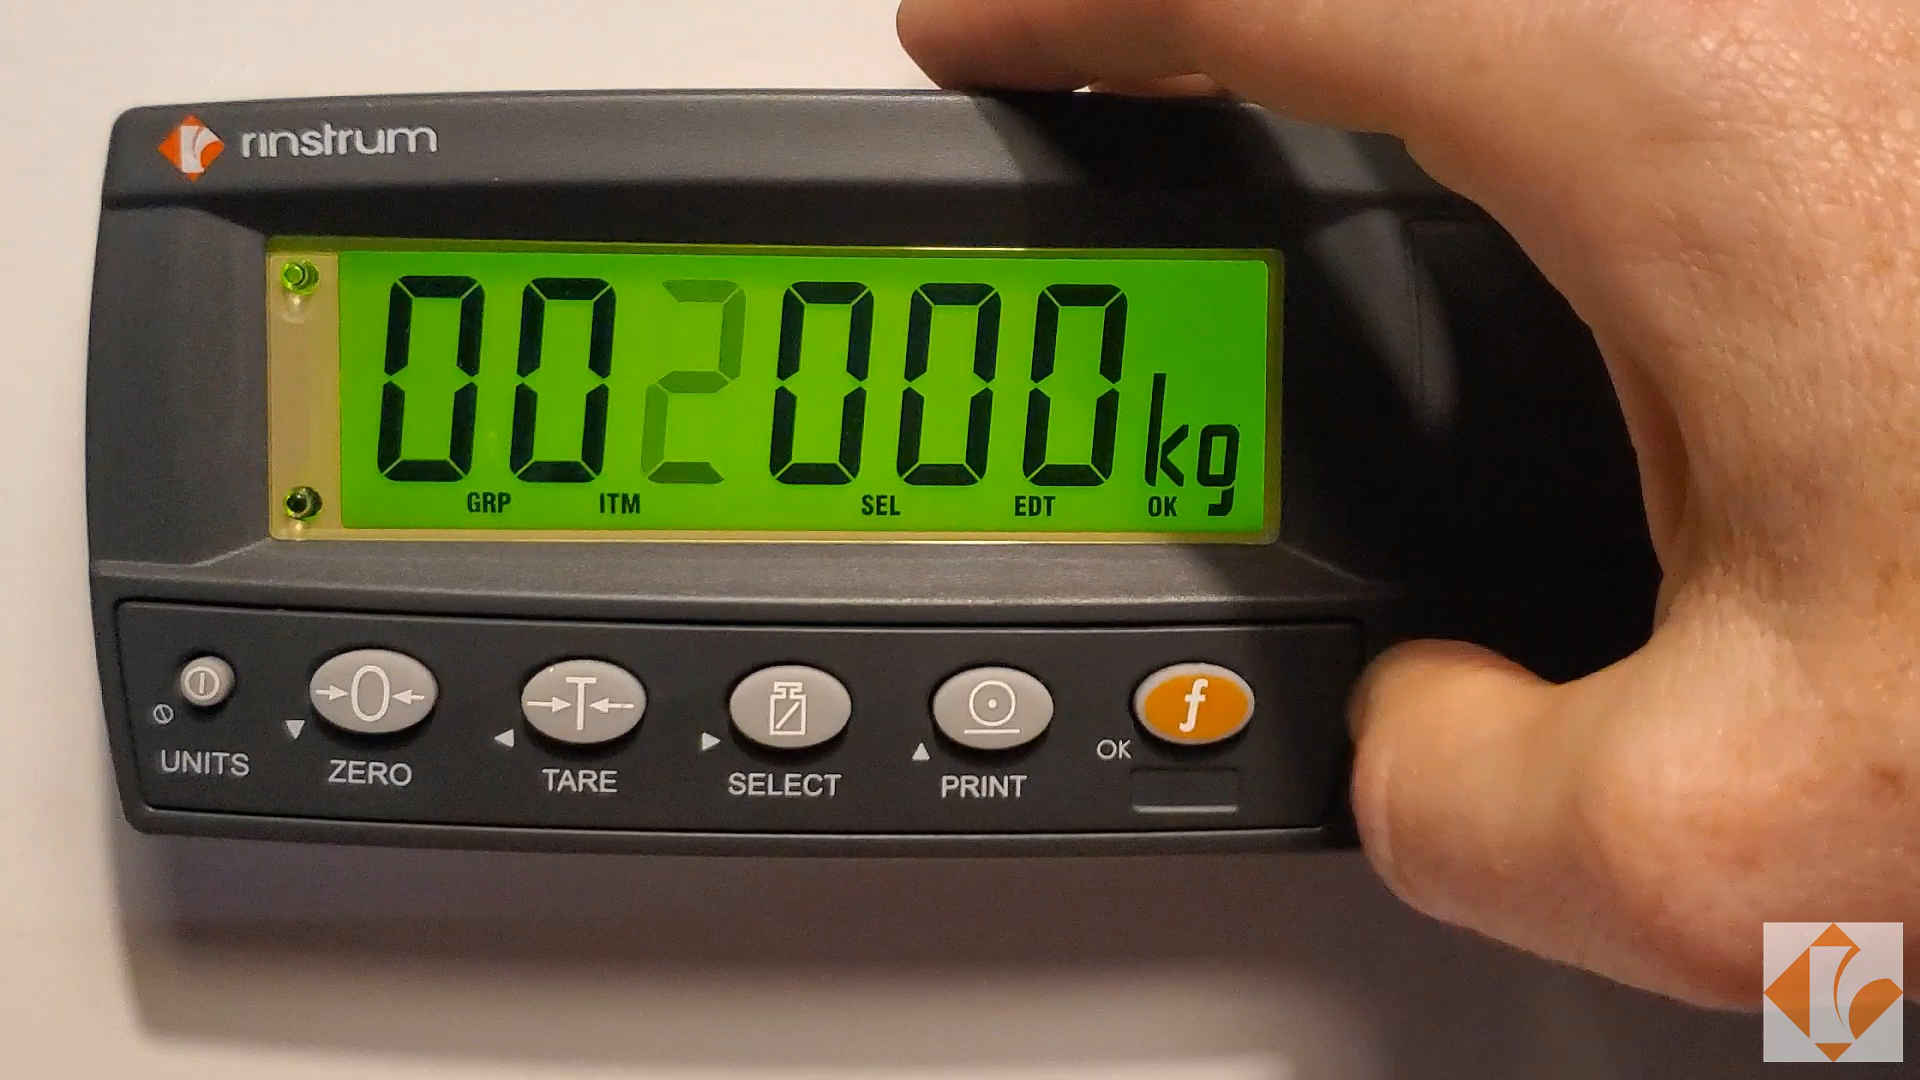 rinstrum
002000kg
GRP ITM SEL EDT OK
f
OK
UNITS ZERO TARE SELECT PRINT